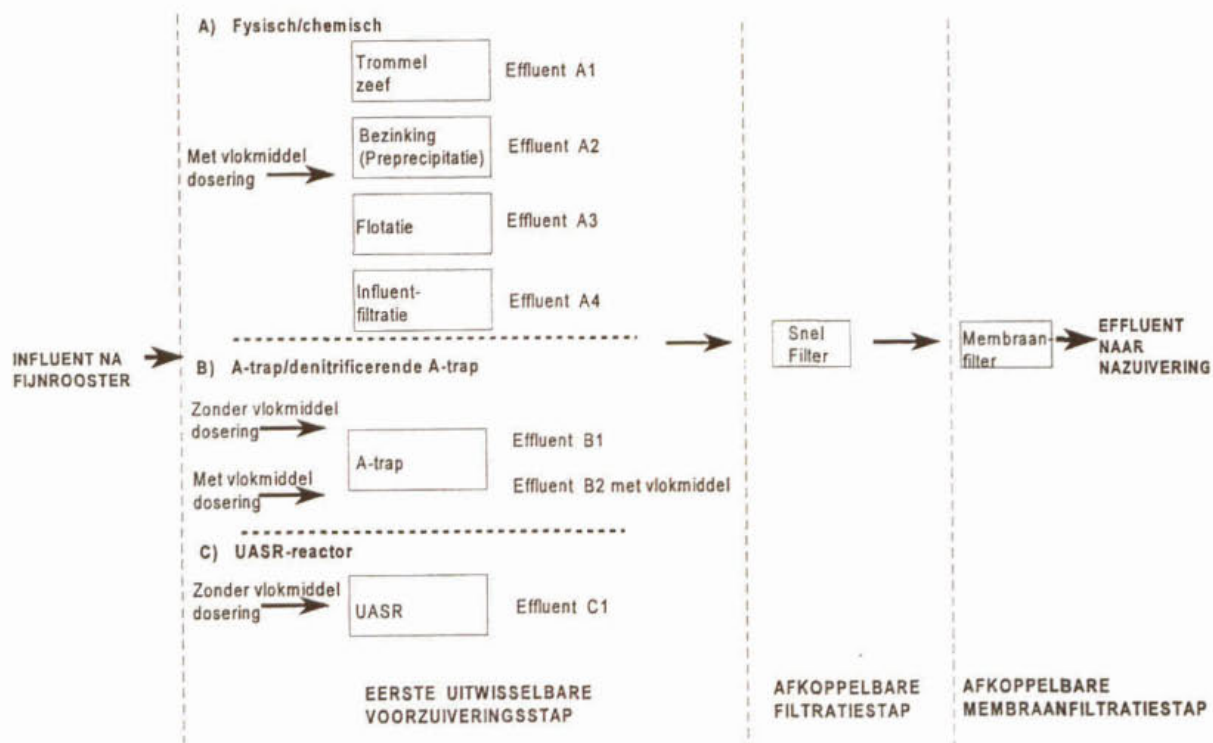 A) Fysisch/chemisch
Trommel
zeef
Effluent A1
Met vlokmiddel
dosering
Bezinking
(Preprecipitatie)
Effluent A2
Flotatie
Effluent A3
Influent-
filtratie
Effluent A4
INFLUENT NA
FIJNROOSTER
B) A-trap/denitrificerende A-trap
Zonder vlokmiddel
dosering
A-trap
Effluent B1
Met vlokmiddel
dosering
Effluent B2 met vlokmiddel
C) UASR-reactor
Zonder vlokmiddel
dosering
UASR
Effluent C1
Snel
Filter
Membraan-
filter
EFFLUENT
NAAR
NAZUIVERING
EERSTE UITWISSELBARE
VOORZUIVERINGSSTAP
AFKOPPELBARE
FILTRATIESTAP
AFKOPPELBARE
MEMBRAANFILTRATIESTAP